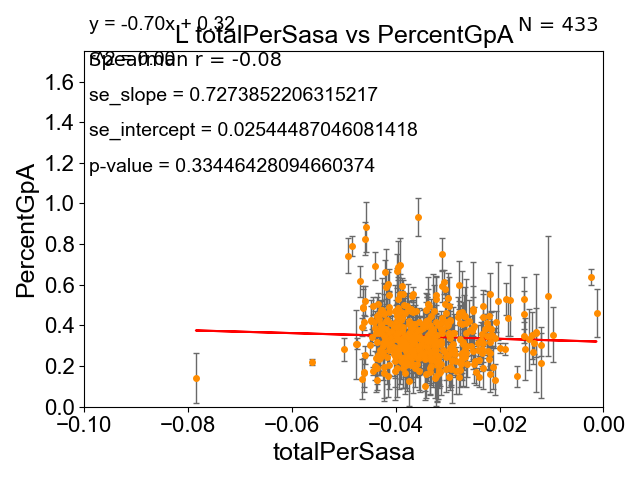 y = -0.70x + 0.32
N = 433
L totalPerSasa vs PercentGpA
Spearman r = -0.08
se_slope = 0.7273852206315217
se_intercept = 0.02544487046081418
p-value = 0.33446428094660374
PercentGpA
1.6
1.4
1.2
1.0
0.8
0.6
0.4
0.2
0.0
−0.10 −0.08 −0.06 −0.04 −0.02 0.00
totalPerSasa